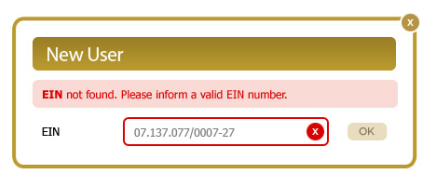 x
New User
EIN not found. Please inform a valid EIN number.
EIN 07.137.077/0007-27 x OK